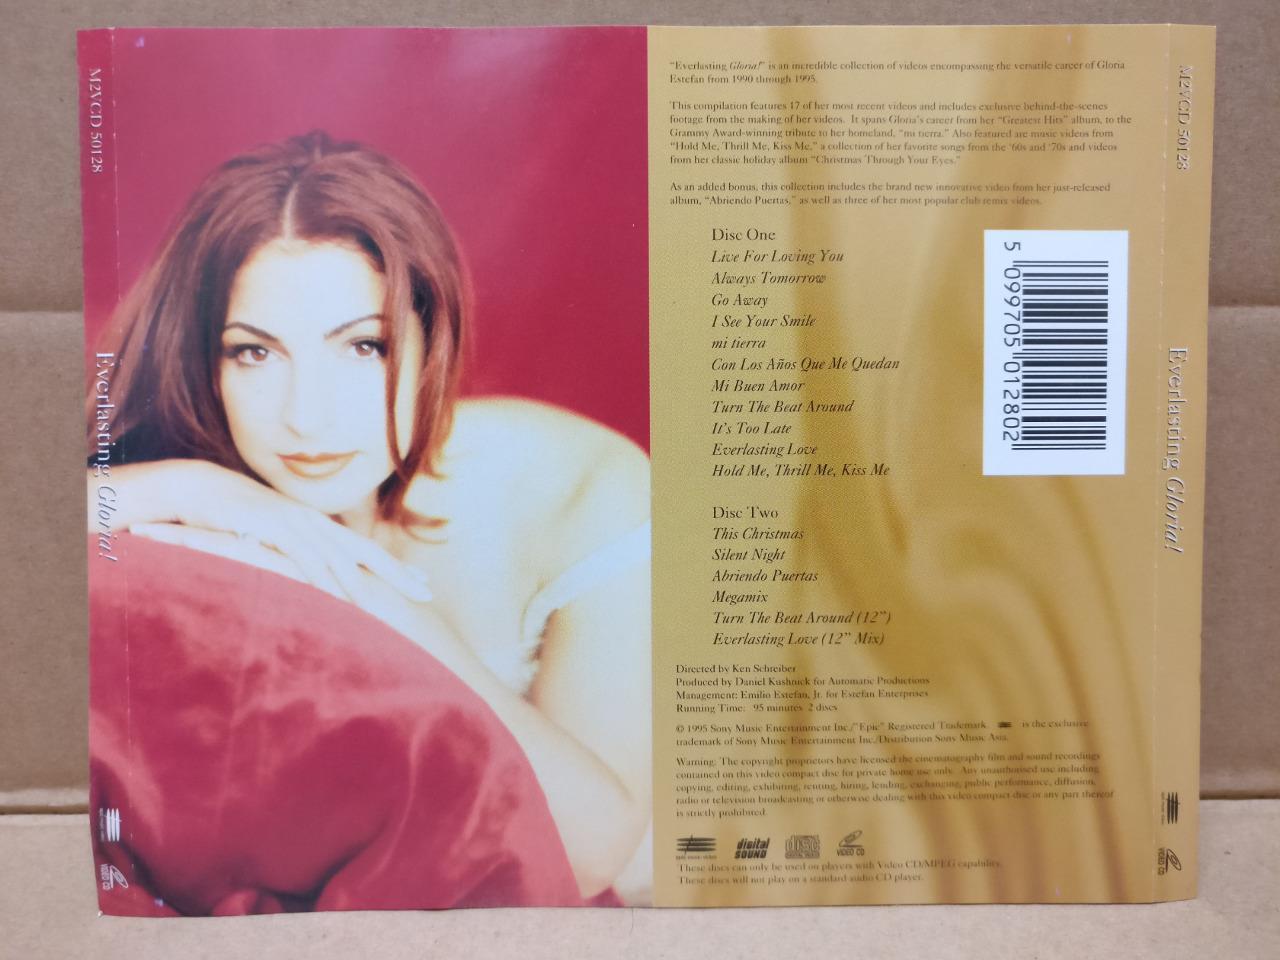 M2VCD 50128
Everlasting Gloria!
VIDEO CD
"Everlasting Gloria!" is an incredible collection of videos encompassing the versatile career of Gloria
Estefan from 1990 through 1995.
This compilation features 17 of her most recent videos and includes exclusive behind-the-scenes
footage from the making of her videos. It spans Gloria's career from her "Greatest Hits" album, to the
Grammy Award-winning tribute to her homeland, "mi tierra." Also featured are music videos from
"Hold Me, Thrill Me, Kiss Me," a collection of her favorite songs from the '60s and '70s and videos
from her classic holiday album "Christmas Through Your Eyes."
As an added bonus, this collection includes the brand new innovative video from her just-released
album, "Abriendo Puertas," as well as three of her most popular club remix videos.
Disc One
Live For Loving You
Always Tomorrow
Go Away
I See Your Smile
mi tierra
Con Los Años Que Me Quedan
Mi Buen Amor
Turn The Beat Around
It's Too Late
Everlasting Love
Hold Me, Thrill Me, Kiss Me
Disc Two
This Christmas
Silent Night
Abriendo Puertas
Megamix
Turn The Beat Around (12")
Everlasting Love (12" Mix)
Directed by Ken Schreiber
Produced by Daniel Kushnick for Automatic Productions
Management: Emilio Estefan, Jr. for Estefan Enterprises
Running Time: 95 minutes 2 discs
© 1995 Sony Music Entertainment Inc./"Epic" Registered Trademark. is the exclusive
trademark of Sony Music Entertainment Inc./Distribution Sony Music Asia.
Warning: The copyright proprietors have licensed the cinematography film and sound recordings
contained on this video compact disc for private home use only. Any unauthorised use including
copying, editing, exhibiting, renting, hiring, lending, exchanging, public performance, diffusion,
radio or television broadcasting or otherwise dealing with this video compact disc or any part thereof
is strictly prohibited.
epic music video
digital SOUND
COMPACT disc DIGITAL VIDEO
VIDEO CD
These discs can only be used on players with Video CD/MPEG capability.
These discs will not play on a standard audio CD player.
5 099705 012802
M2VCD 50128
Everlasting Gloria!
VIDEO CD